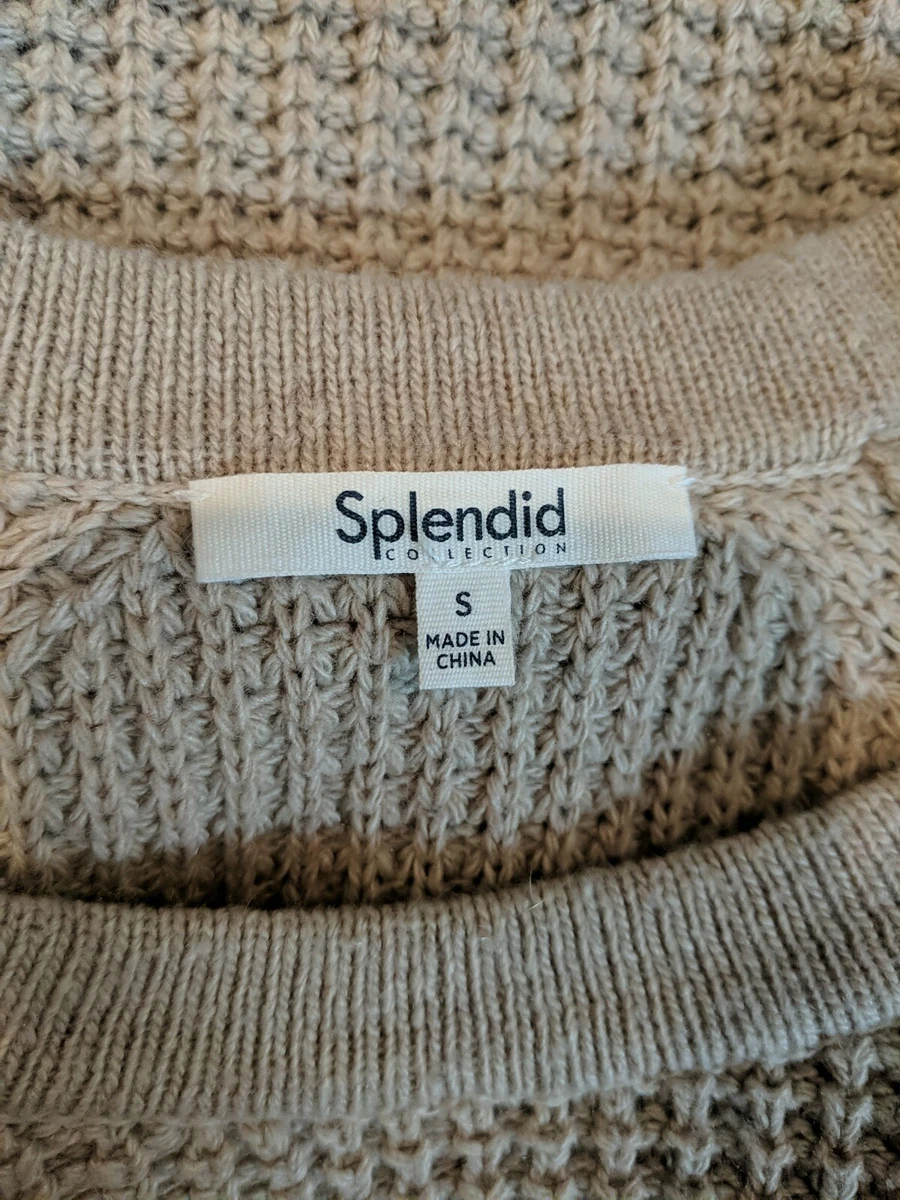 Splendid
COLLECTION
S
MADE IN
CHINA